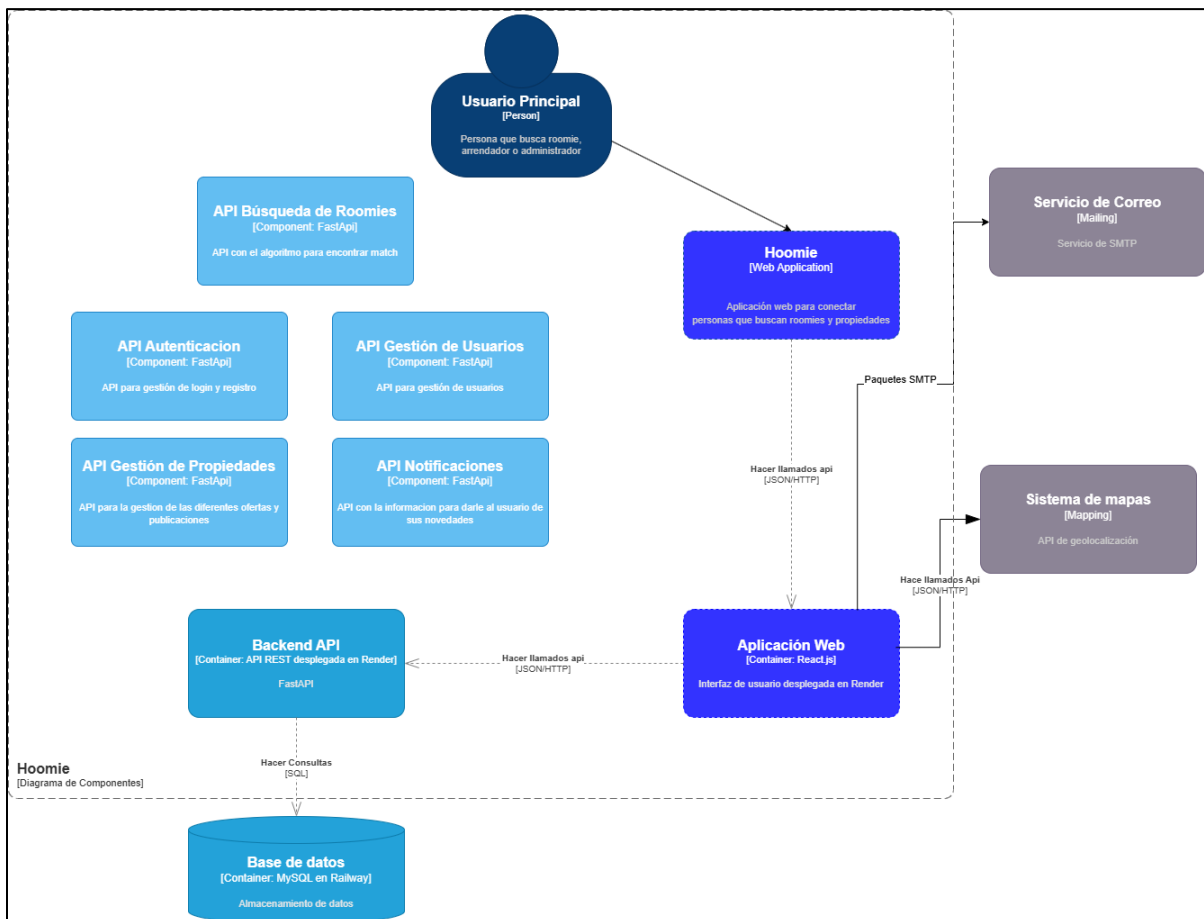 Usuario Principal
[Person]
Persona que busca roomie,
arrendador o administrador
API Búsqueda de Roomies
[Component: FastApi]
API con el algoritmo para encontrar match
Servicio de Correo
[Mailing]
Servicio de SMTP
Hoomie
[Web Application]
Aplicación web para conectar
personas que buscan roomies y propiedades
API Autenticacion
[Component: FastApi]
API para gestión de login y registro
API Gestión de Usuarios
[Component: FastApi]
API para gestión de usuarios
Paquetes SMTP
API Gestión de Propiedades
[Component: FastApi]
API para la gestion de las diferentes ofertas y
publicaciones
API Notificaciones
[Component: FastApi]
API con la informacion para darle al usuario de
sus novedades
Hacer llamados api
[JSON/HTTP]
Sistema de mapas
[Mapping]
API de geolocalización
Hace llamados Api
[JSON/HTTP]
Backend API
[Container: API REST desplegada en Render]
FastAPI
Hacer llamados api
[JSON/HTTP]
Aplicación Web
[Container: React.js]
Interfaz de usuario desplegada en Render
Hacer Consultas
[SQL]
Hoomie
[Diagrama de Componentes]
Base de datos
[Container: MySQL en Railway]
Almacenamiento de datos